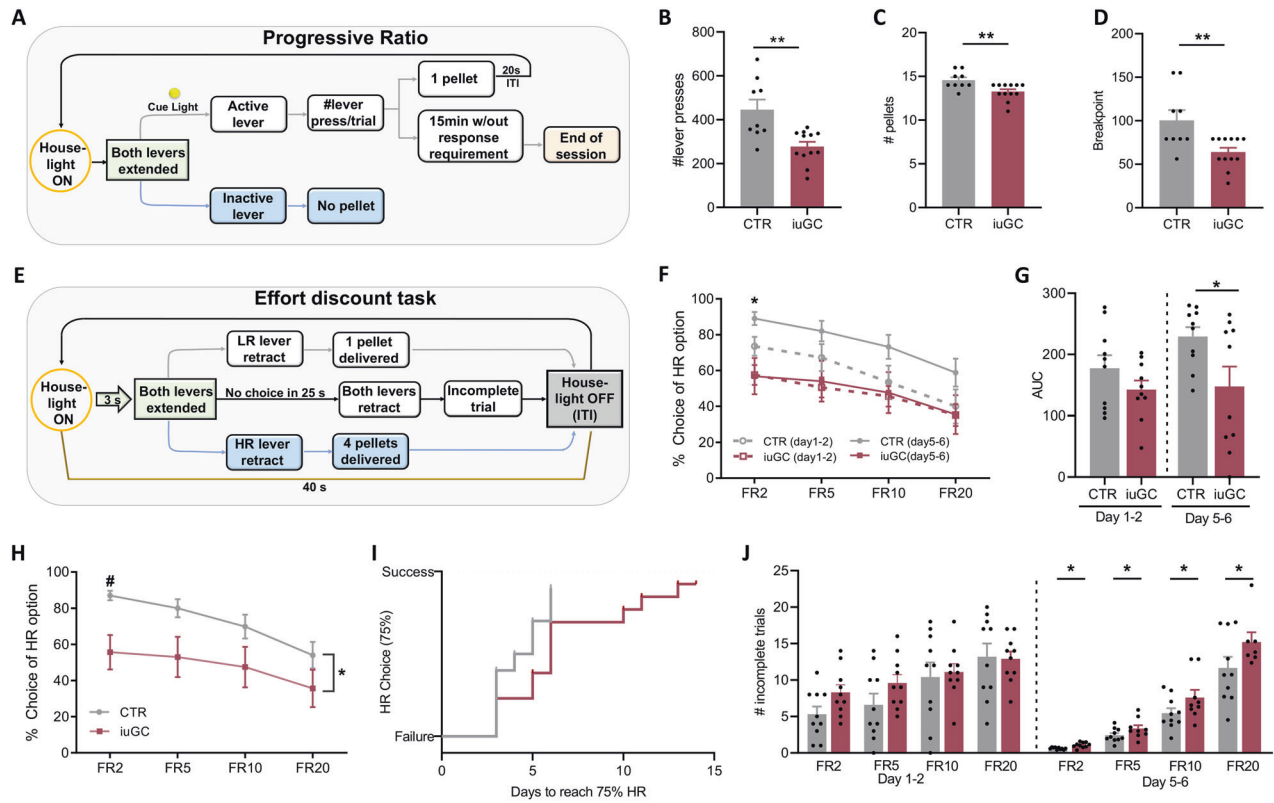 A
Progressive Ratio
House-
light
ON
Both levers
extended
Cue Light
Active
lever
#lever
press/trial
1 pellet
20s
ITI
15min w/out
response
requirement
End of
session
Inactive
lever
No pellet
B
**
#lever presses
800
600
400
200
0
CTR
iuGC
C
**
# pellets
20
15
10
5
0
CTR
iuGC
D
**
Breakpoint
200
150
100
50
0
CTR
iuGC
E
Effort discount task
House-
light
ON
3 s
Both levers
extended
LR lever
retract
1 pellet
delivered
No choice in 25 s
Both levers
retract
Incomplete
trial
House-
light OFF
(ITI)
HR lever
retract
4 pellets
delivered
40 s
F
*
% Choice of HR option
100
80
60
40
20
0
CTR (day1-2)
CTR (day5-6)
iuGC (day1-2)
iuGC(day5-6)
FR2
FR5
FR10
FR20
G
*
AUC
300
200
100
0
CTR
iuGC
CTR
iuGC
Day 1-2
Day 5-6
H
#
*
% Choice of HR option
100
80
60
40
20
0
CTR
iuGC
FR2
FR5
FR10
FR20
I
HR Choice (75%)
Success
Failure
0
5
10
15
Days to reach 75% HR
J
*
*
*
*
# incomplete trials
25
20
15
10
5
0
FR2
FR5
FR10
FR20
FR2
FR5
FR10
FR20
Day 1-2
Day 5-6